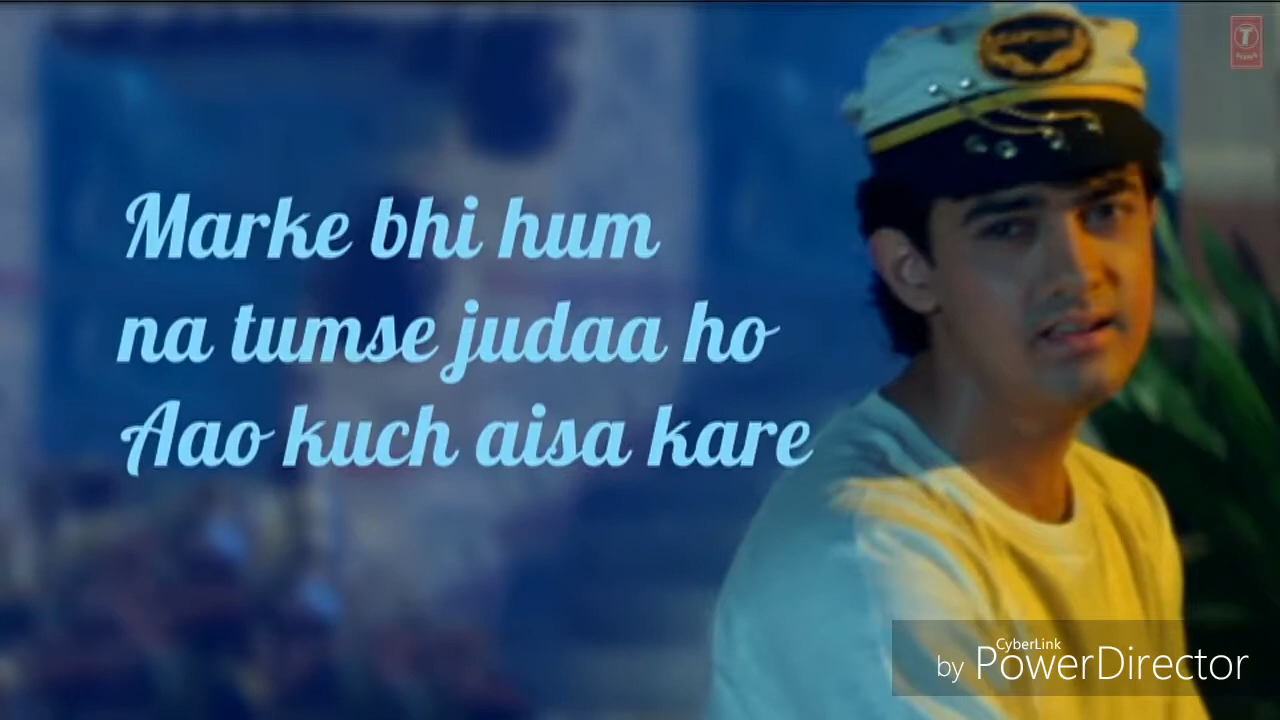 Marke bhi hum
na tumse judaa ho
Aao kuch aisa kare
CyberLink
by PowerDirector